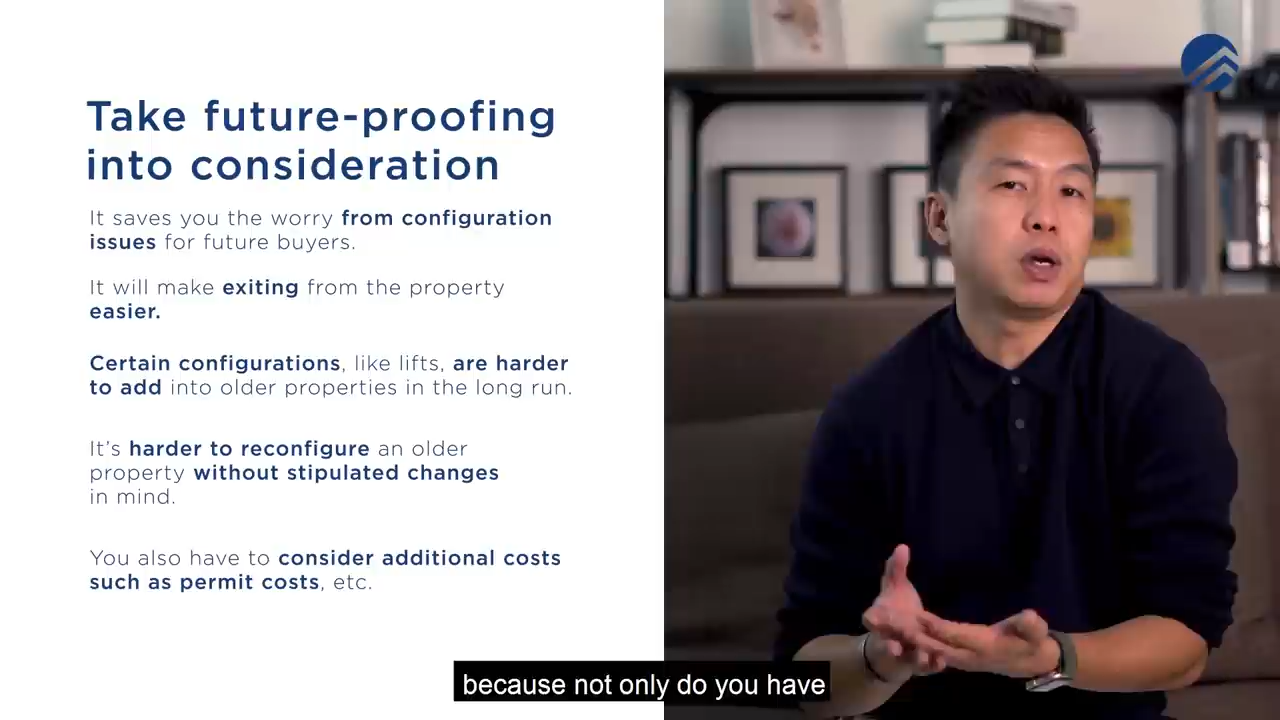 Take future-proofing
into consideration
It saves you the worry from configuration
issues for future buyers.
It will make exiting from the property
easier.
Certain configurations, like lifts, are harder
to add into older properties in the long run.
It's harder to reconfigure an older
property without stipulated changes
in mind.
You also have to consider additional costs
such as permit costs, etc.
because not only do you have